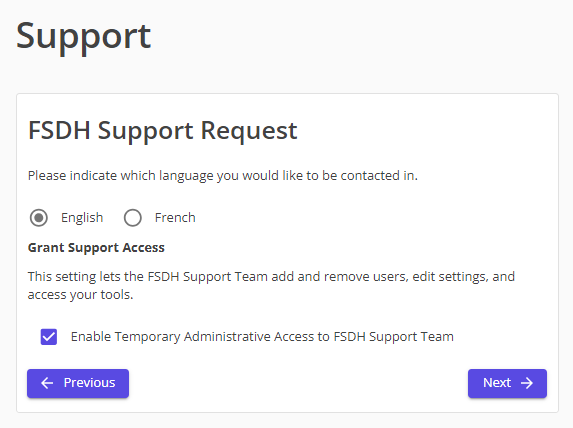 Support
FSDH Support Request
Please indicate which language you would like to be contacted in.
English French
Grant Support Access
This setting lets the FSDH Support Team add and remove users, edit settings, and
access your tools.
Enable Temporary Administrative Access to FSDH Support Team
Previous Next